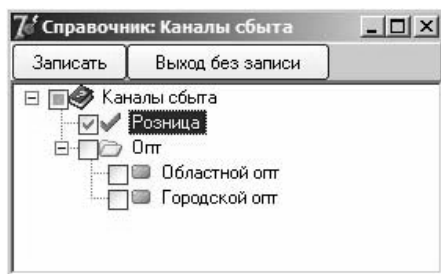 Справочник: Каналы сбыта
Записать Выход без записи
Каналы сбыта
Розница
Опт
Областной опт
Городской опт